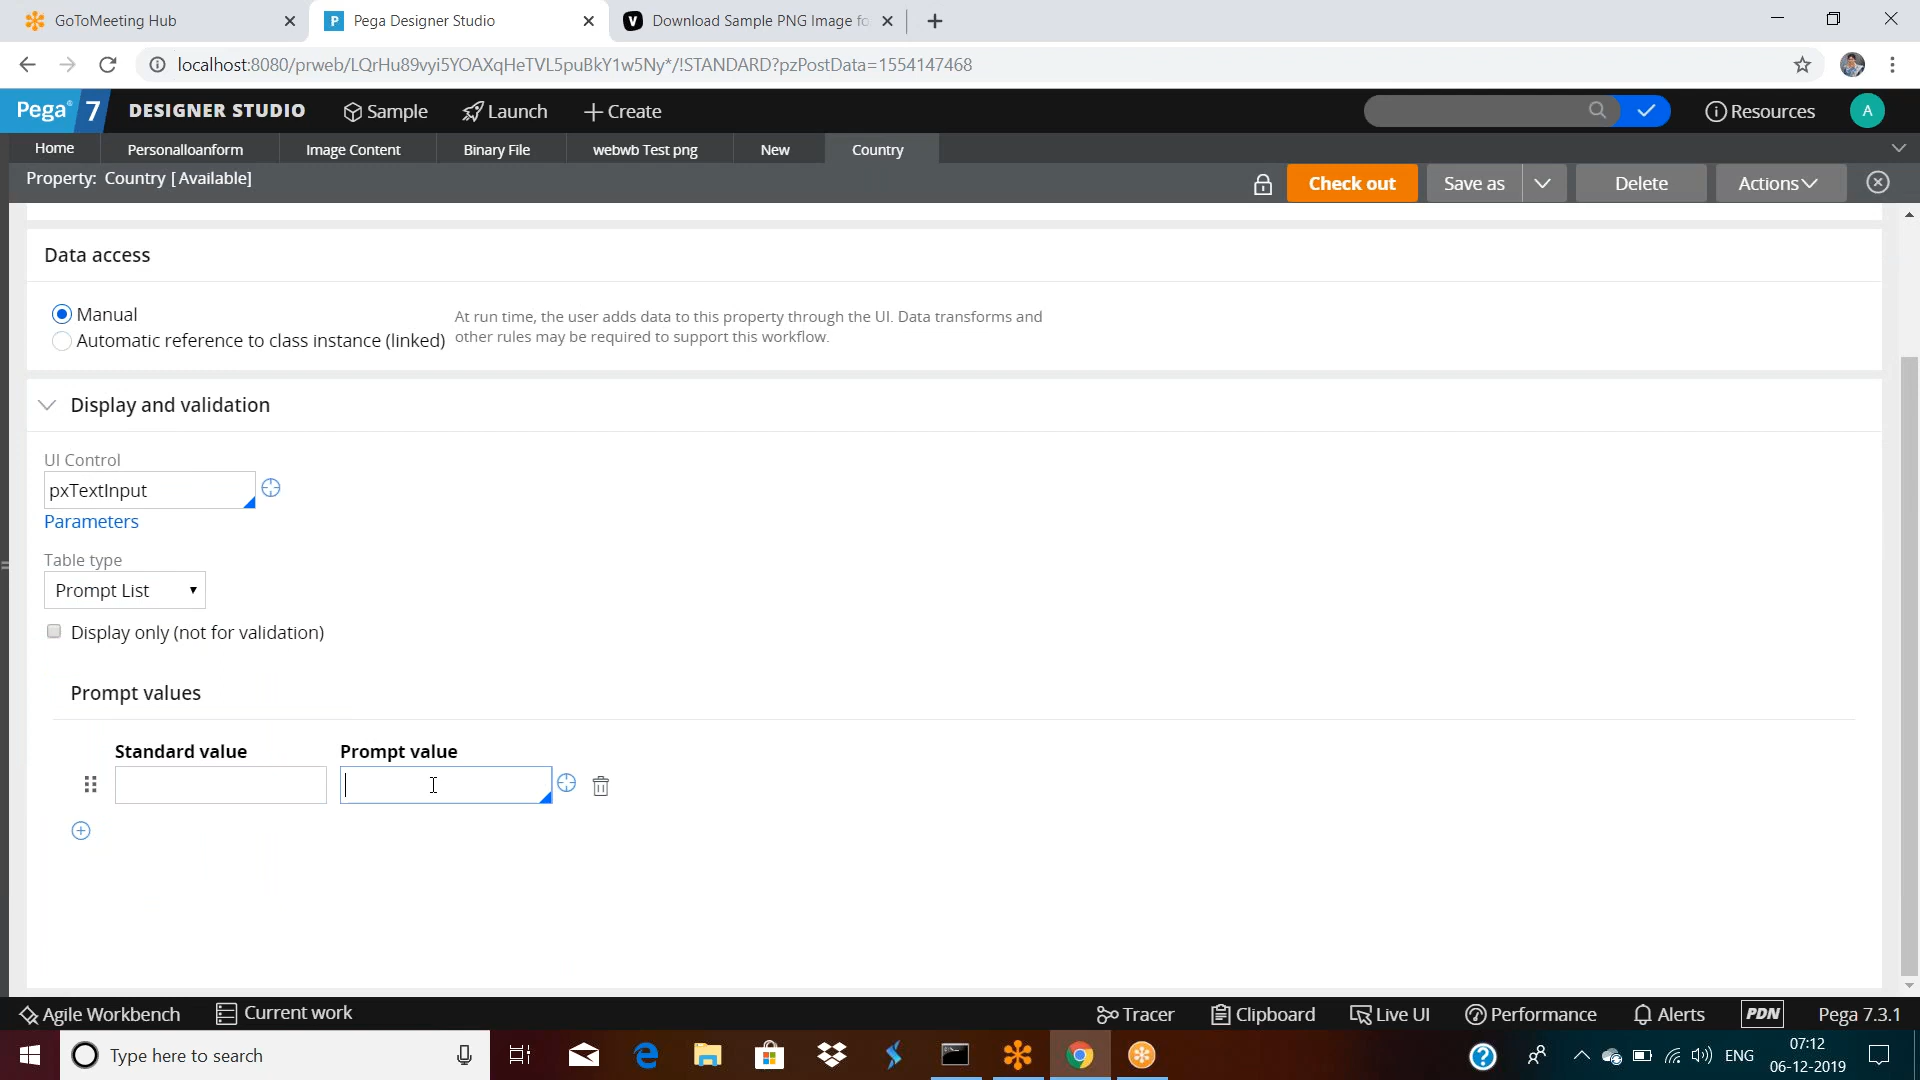 GoToMeeting Hub
Pega Designer Studio
Download Sample PNG Image fo
localhost:8080/prweb/LQrHu89vyi5YOAXqHeTVL5puBkY1w5Ny*/!STANDARD?pzPostData=1554147468
Pega 7 DESIGNER STUDIO Sample Launch Create Resources A
Home Personalloanform Image Content Binary File webwb Test png New Country
Property: Country [Available] Check out Save as Delete Actions
Data access
Manual
Automatic reference to class instance (linked)
At run time, the user adds data to this property through the UI. Data transforms and
other rules may be required to support this workflow.
Display and validation
UI Control
pxTextInput
Parameters
Table type
Prompt List
Display only (not for validation)
Prompt values
Standard value Prompt value
Agile Workbench Current work Tracer Clipboard Live UI Performance Alerts PDN Pega 7.3.1
Type here to search
ENG
07:12
06-12-2019